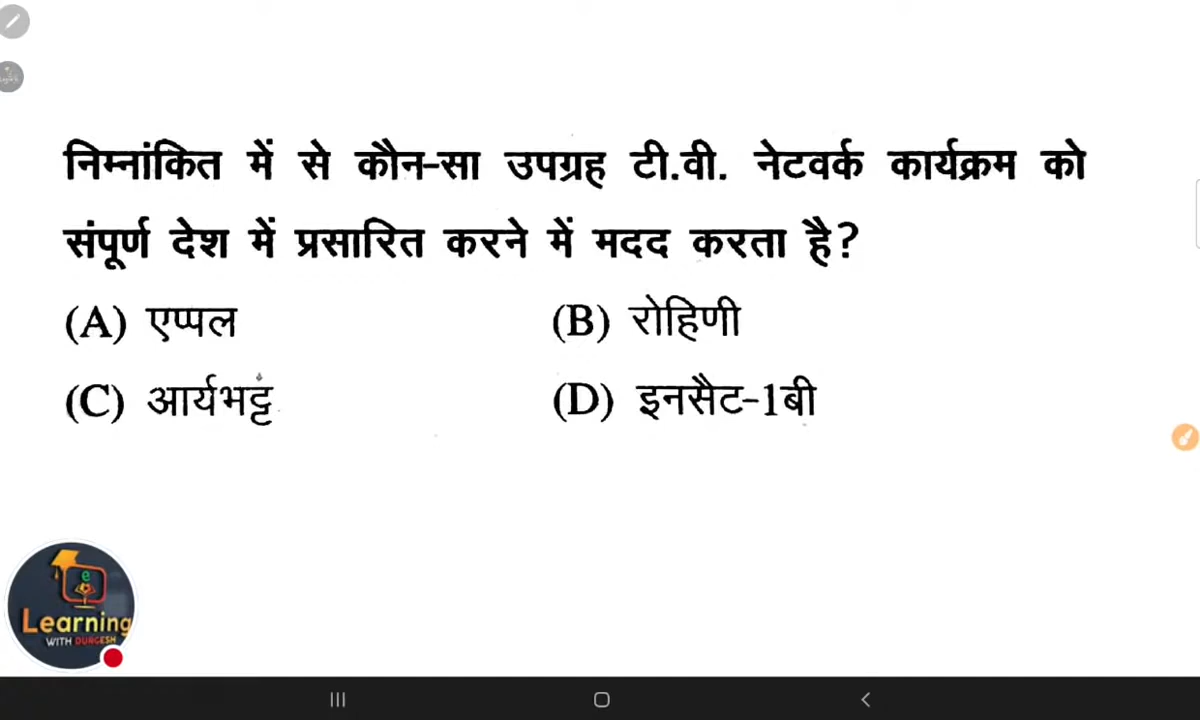 निम्नांकित में से कौन-सा उपग्रह टी.वी. नेटवर्क कार्यक्रम को
संपूर्ण देश में प्रसारित करने में मदद करता है?
(A) एप्पल (B) रोहिणी
(C) आर्यभट्ट (D) इनसैट-1बी
e
Learning
WITH DURGESH